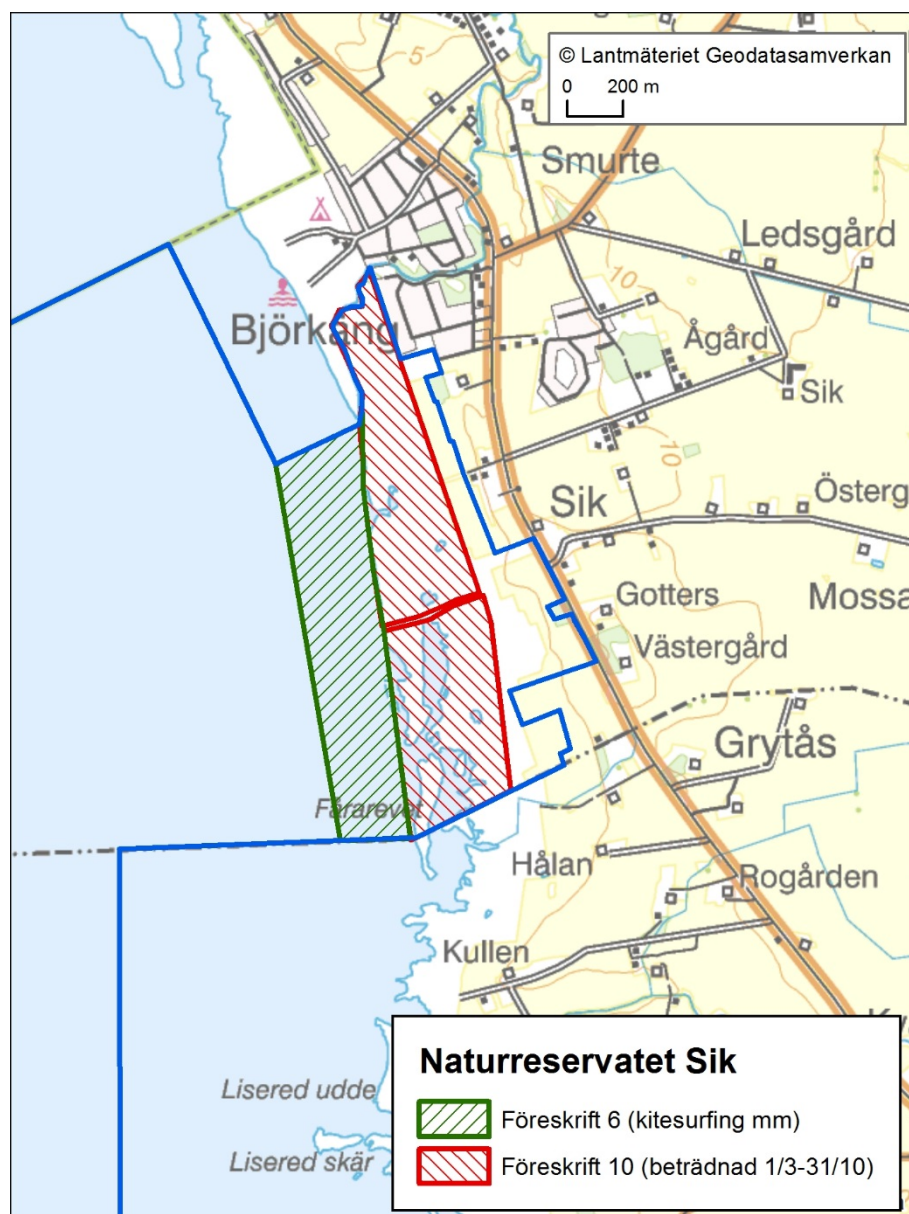 © Lantmäteriet Geodatasamverkan
0 200 m
5
Smurte
Ledsgård
10
Björkäng
Ågård
Sik
10
Sik
Österg
Gotters
Mossa
Västergård
Grytås
Fårarevet
Hålan
Rogården
Kullen
Lisered udde
Lisered skär
Naturreservatet Sik
Föreskrift 6 (kitesurfing mm)
Föreskrift 10 (beträdnad 1/3-31/10)